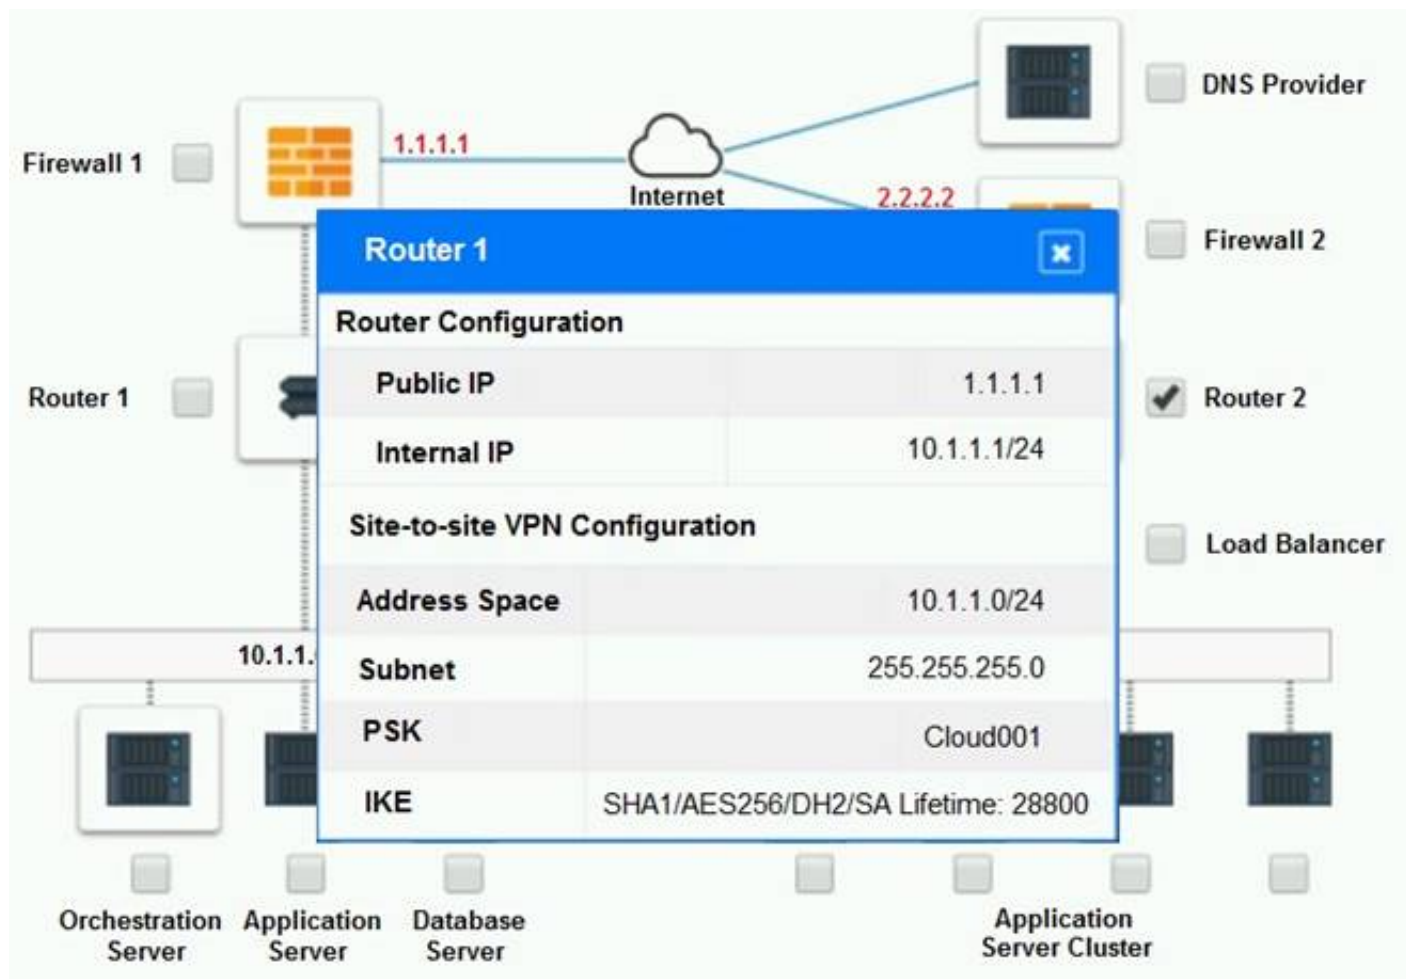 DNS Provider
1.1.1.1
Firewall 1
Internet
2.2.2.2
Firewall 2
Router 1
Router Configuration
Public IP 1.1.1.1
Router 1
Router 2
Internal IP 10.1.1.1/24
Site-to-site VPN Configuration
Load Balancer
Address Space 10.1.1.0/24
10.1.1.
Subnet 255.255.255.0
PSK Cloud001
IKE SHA1/AES256/DH2/SA Lifetime: 28800
Orchestration Server
Application Server
Database Server
Application Server Cluster